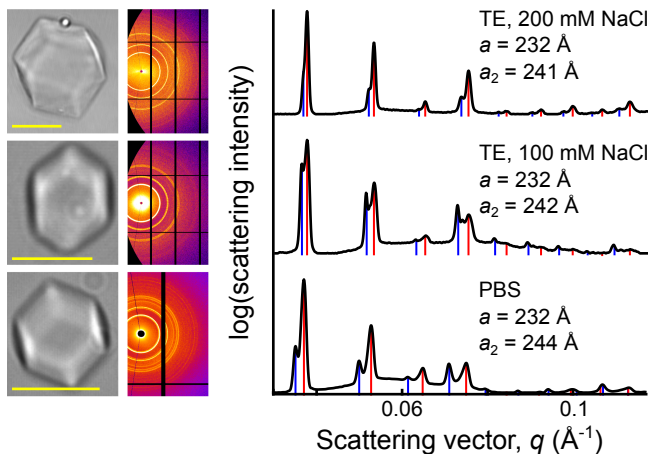 TE, 200 mM NaCl
a = 232 Å
a₂ = 241 Å
TE, 100 mM NaCl
a = 232 Å
a₂ = 242 Å
PBS
a = 232 Å
a₂ = 244 Å
log(scattering intensity)
0.06
0.1
Scattering vector, q (Å⁻¹)